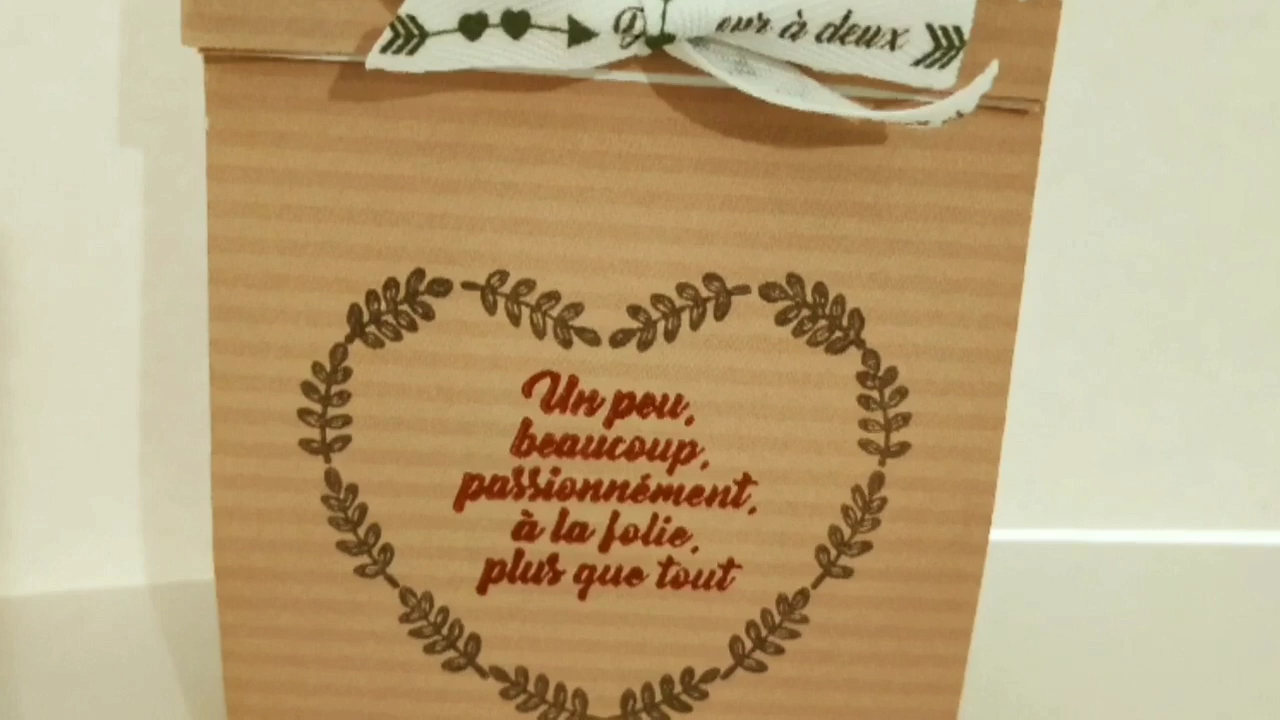 à deux
Un peu,
beaucoup,
passionnément,
à la folie,
plus que tout